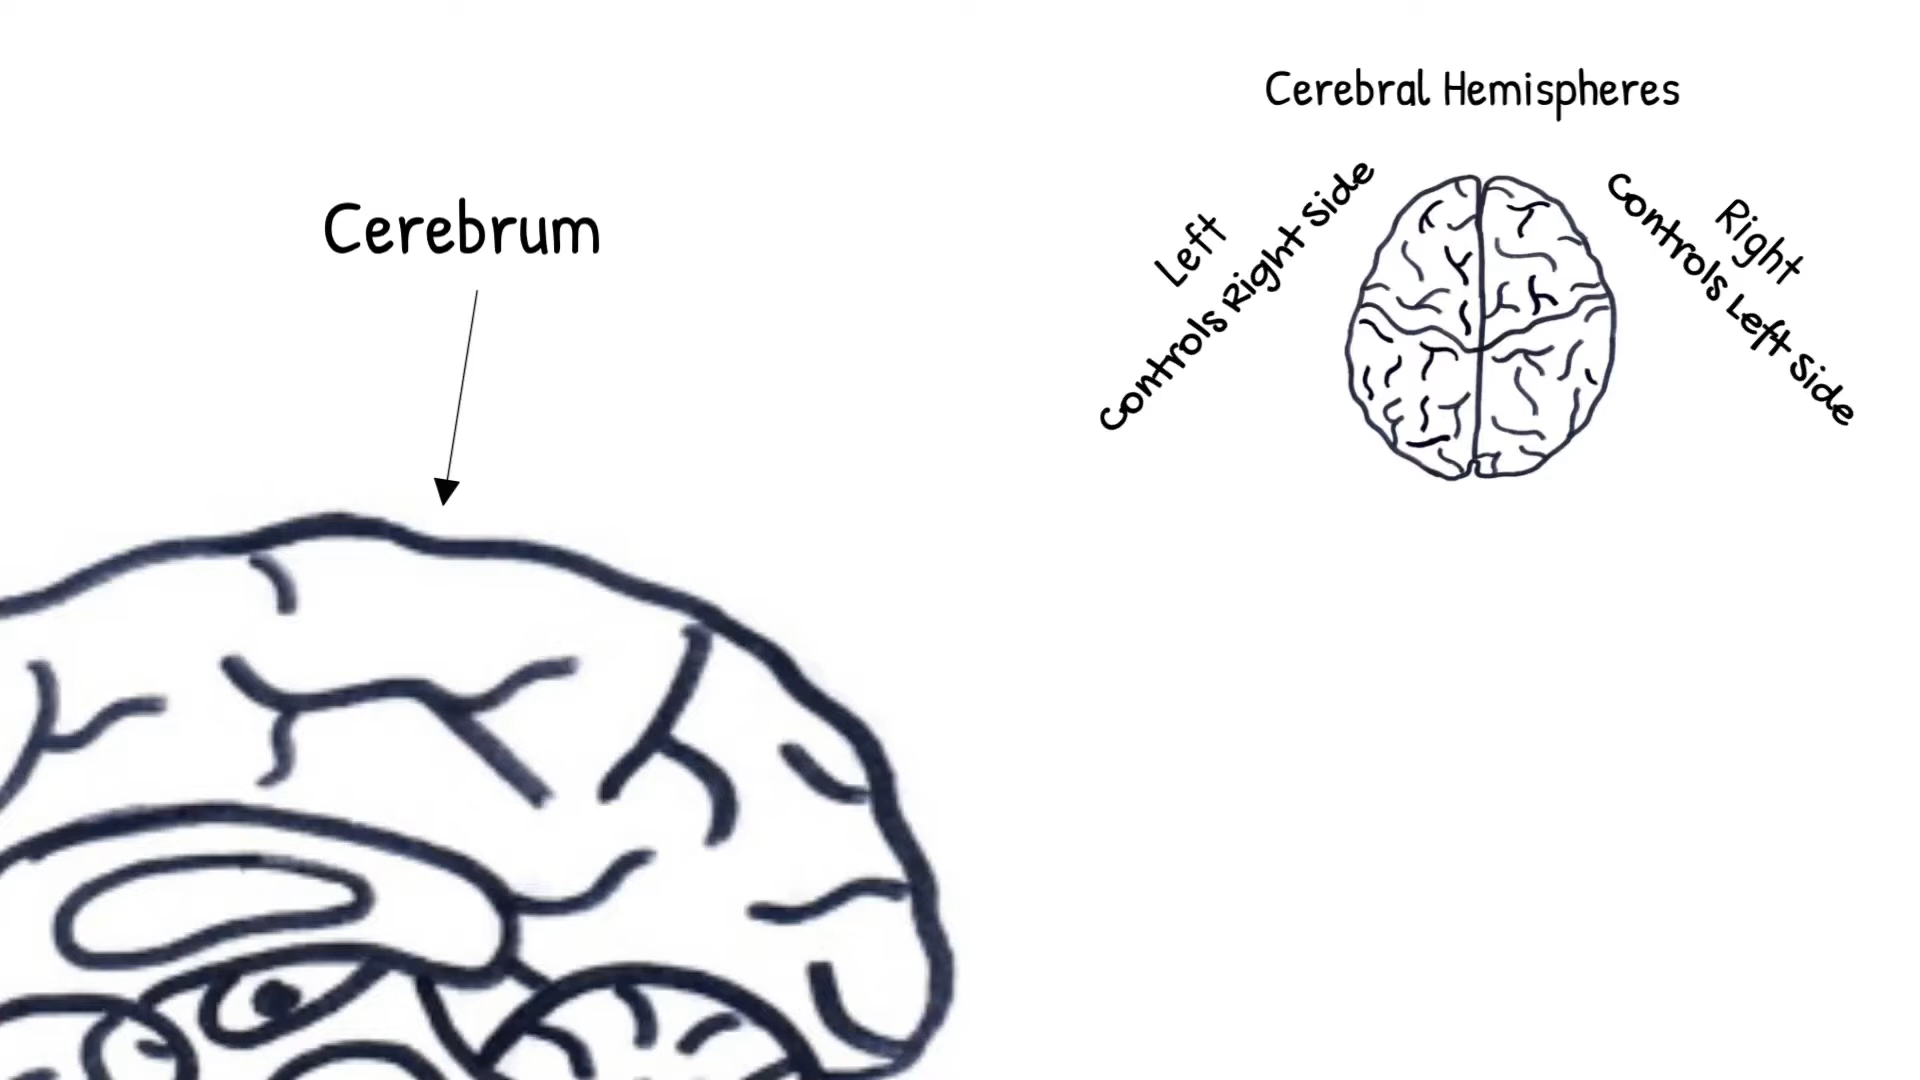 Cerebral Hemispheres
Cerebrum
Left
Controls Right Side
Right
Controls Left Side